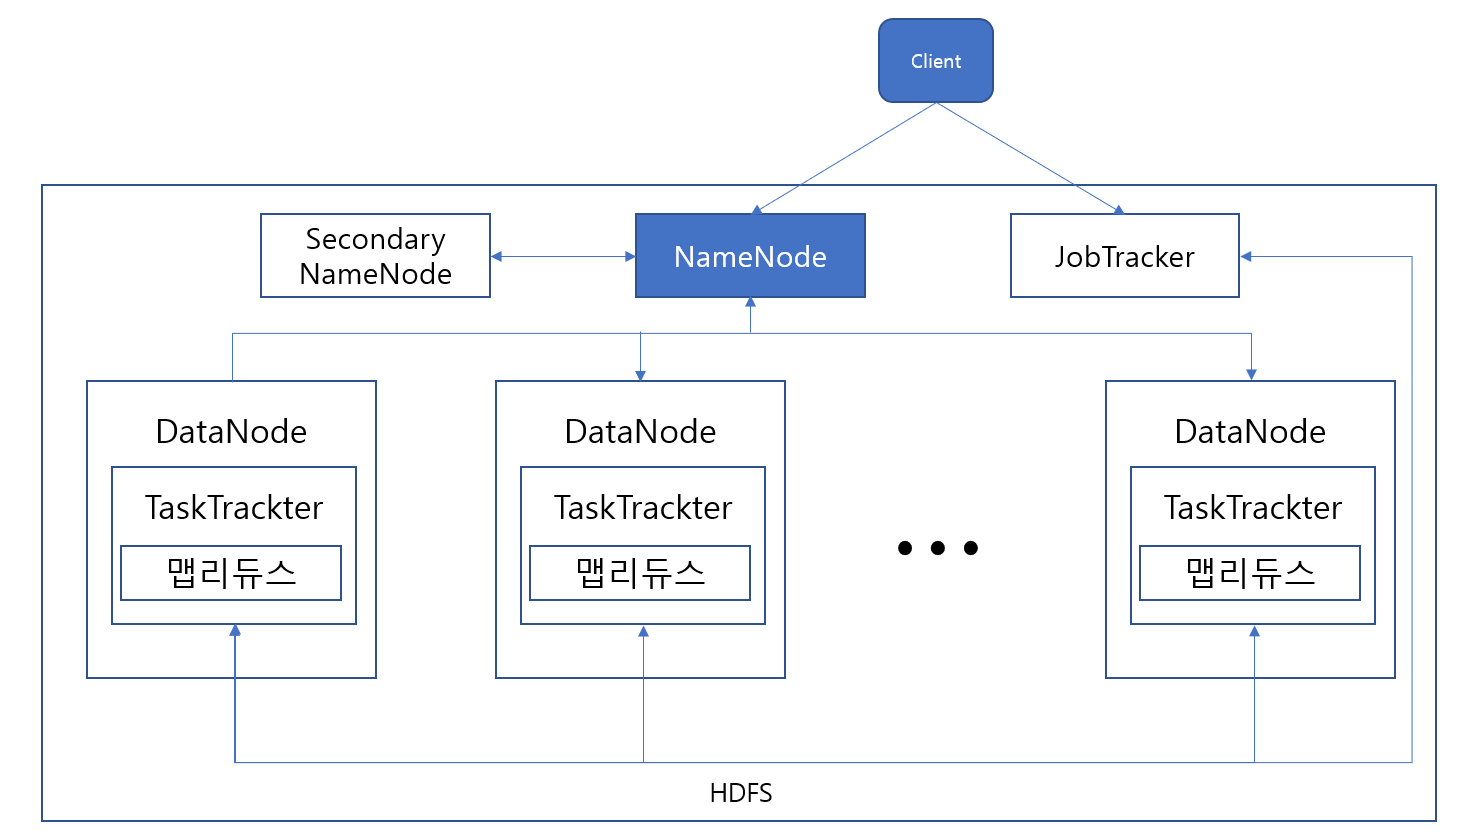 Client
Secondary
NameNode
NameNode
JobTracker
DataNode
TaskTrackter
맵리듀스
DataNode
TaskTrackter
맵리듀스
DataNode
TaskTrackter
맵리듀스
HDFS